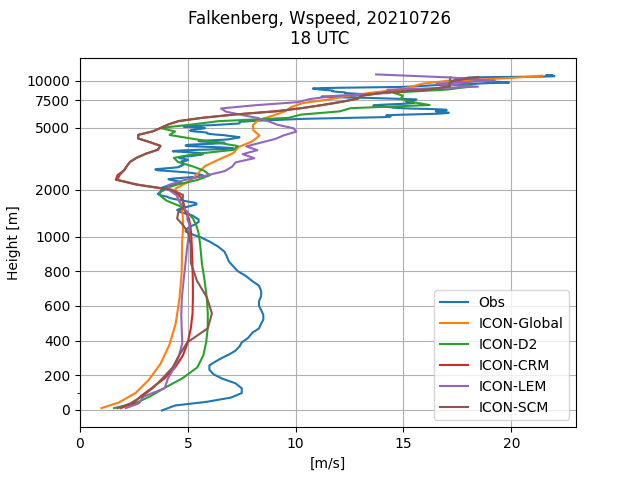 Falkenberg, Wspeed, 20210726
18 UTC
10000
7500
5000
2000
1000
800
600
400
200
0
Height [m]
Obs
ICON-Global
ICON-D2
ICON-CRM
ICON-LEM
ICON-SCM
0 5 10 15 20
[m/s]